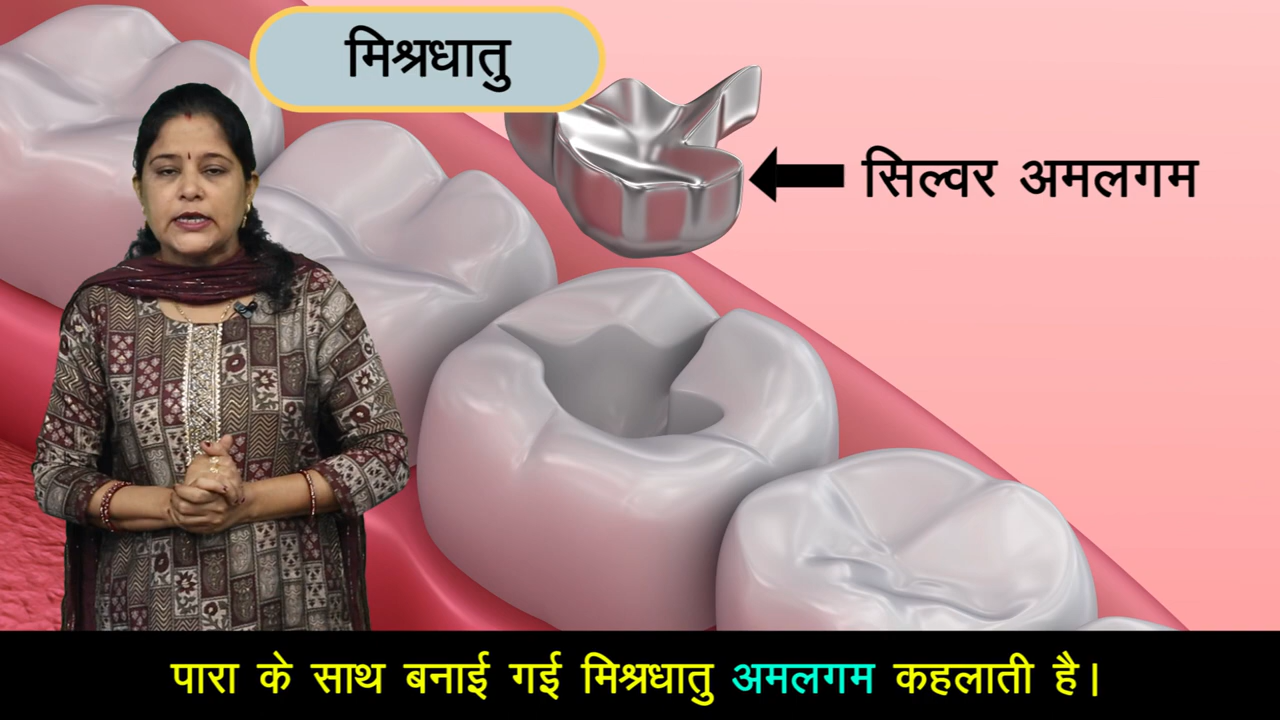 मिश्रधातु
सिल्वर अमलगम
पारा के साथ बनाई गई मिश्रधातु अमलगम कहलाती है।